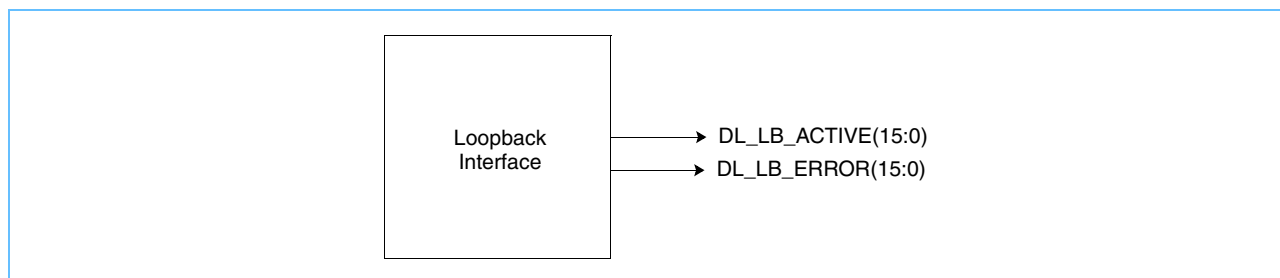 Loopback
Interface
DL_LB_ACTIVE(15:0)
DL_LB_ERROR(15:0)